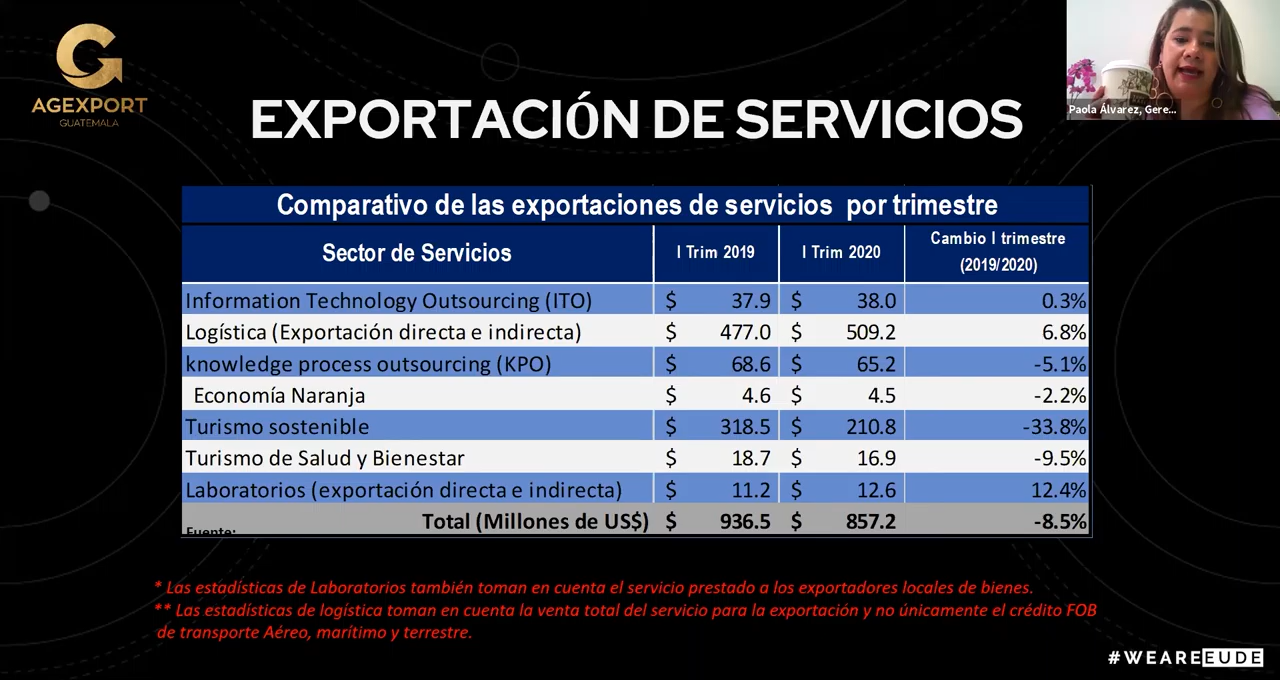 AGEXPORT
GUATEMALA
Paola Álvarez, Gere...
EXPORTACIÓN DE SERVICIOS
Comparativo de las exportaciones de servicios por trimestre
Sector de Servicios I Trim 2019 I Trim 2020 Cambio I trimestre (2019/2020)
Information Technology Outsourcing (ITO) $ 37.9 $ 38.0 0.3%
Logística (Exportación directa e indirecta) $ 477.0 $ 509.2 6.8%
knowledge process outsourcing (KPO) $ 68.6 $ 65.2 -5.1%
Economía Naranja $ 4.6 $ 4.5 -2.2%
Turismo sostenible $ 318.5 $ 210.8 -33.8%
Turismo de Salud y Bienestar $ 18.7 $ 16.9 -9.5%
Laboratorios (exportación directa e indirecta) $ 11.2 $ 12.6 12.4%
Fuente: Total (Millones de US$) $ 936.5 $ 857.2 -8.5%
* Las estadísticas de Laboratorios también toman en cuenta el servicio prestado a los exportadores locales de bienes.
** Las estadísticas de logística toman en cuenta la venta total del servicio para la exportación y no únicamente el crédito FOB
de transporte Aéreo, marítimo y terrestre.
#WEAREEUDE